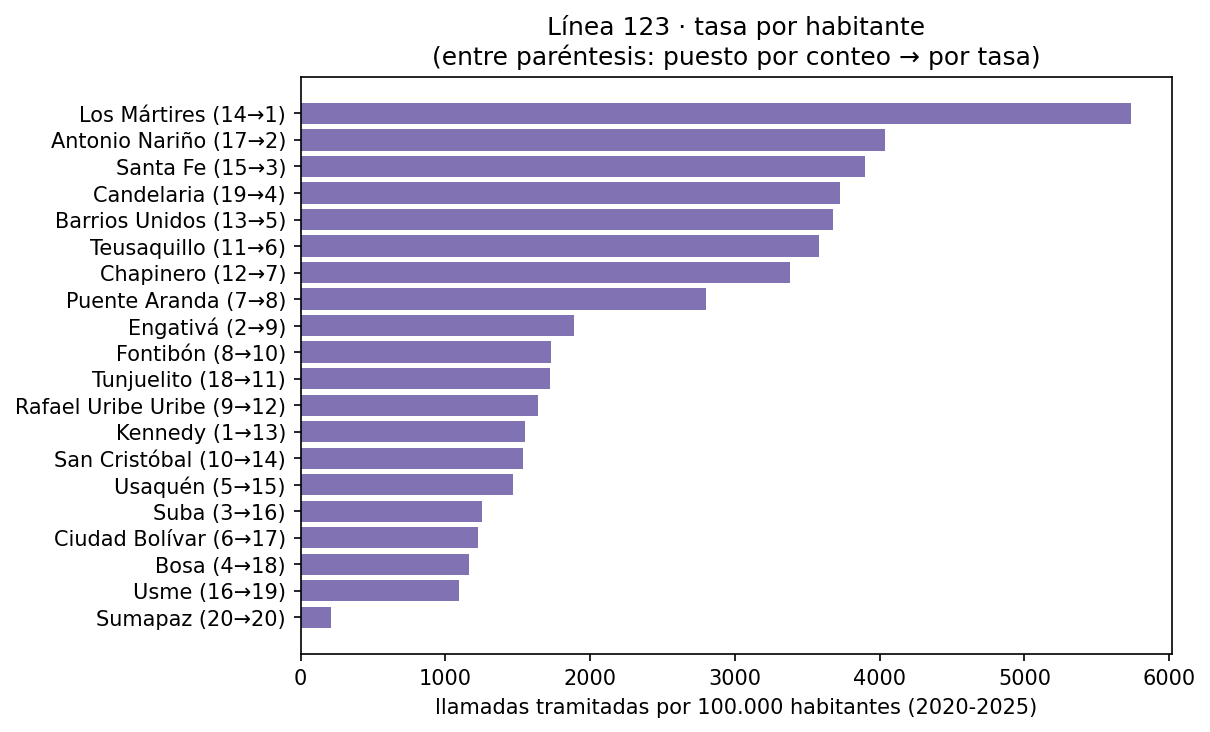 Línea 123 · tasa por habitante
(entre paréntesis: puesto por conteo → por tasa)
Los Mártires (14→1)
Antonio Nariño (17→2)
Santa Fe (15→3)
Candelaria (19→4)
Barrios Unidos (13→5)
Teusaquillo (11→6)
Chapinero (12→7)
Puente Aranda (7→8)
Engativá (2→9)
Fontibón (8→10)
Tunjuelito (18→11)
Rafael Uribe Uribe (9→12)
Kennedy (1→13)
San Cristóbal (10→14)
Usaquén (5→15)
Suba (3→16)
Ciudad Bolívar (6→17)
Bosa (4→18)
Usme (16→19)
Sumapaz (20→20)
0 1000 2000 3000 4000 5000 6000
llamadas tramitadas por 100.000 habitantes (2020-2025)